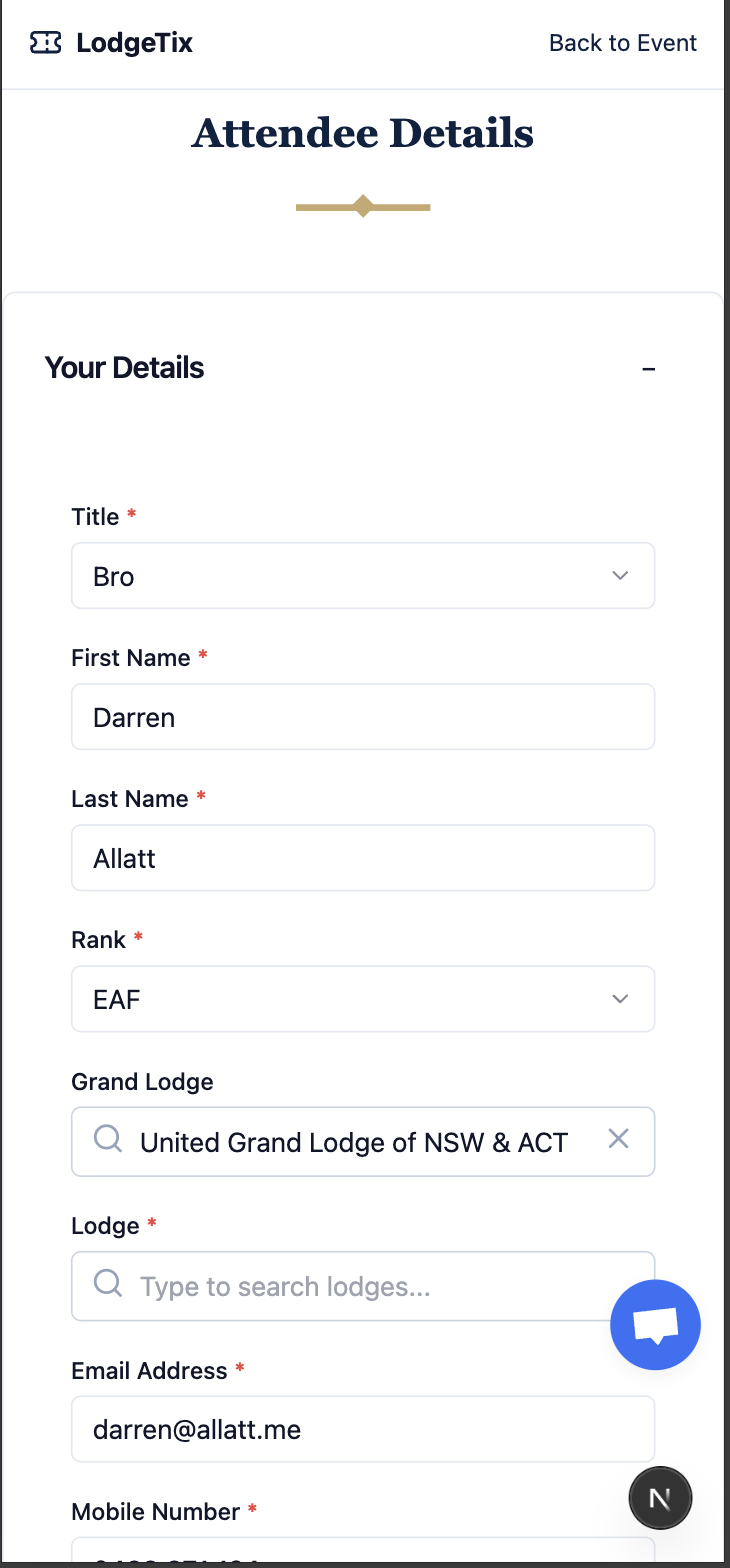 LodgeTix
Back to Event
Attendee Details
Your Details
–
Title *
Bro
First Name *
Darren
Last Name *
Allatt
Rank *
EAF
Grand Lodge
United Grand Lodge of NSW & ACT
Lodge *
Type to search lodges...
Email Address *
darren@allatt.me
N
Mobile Number *